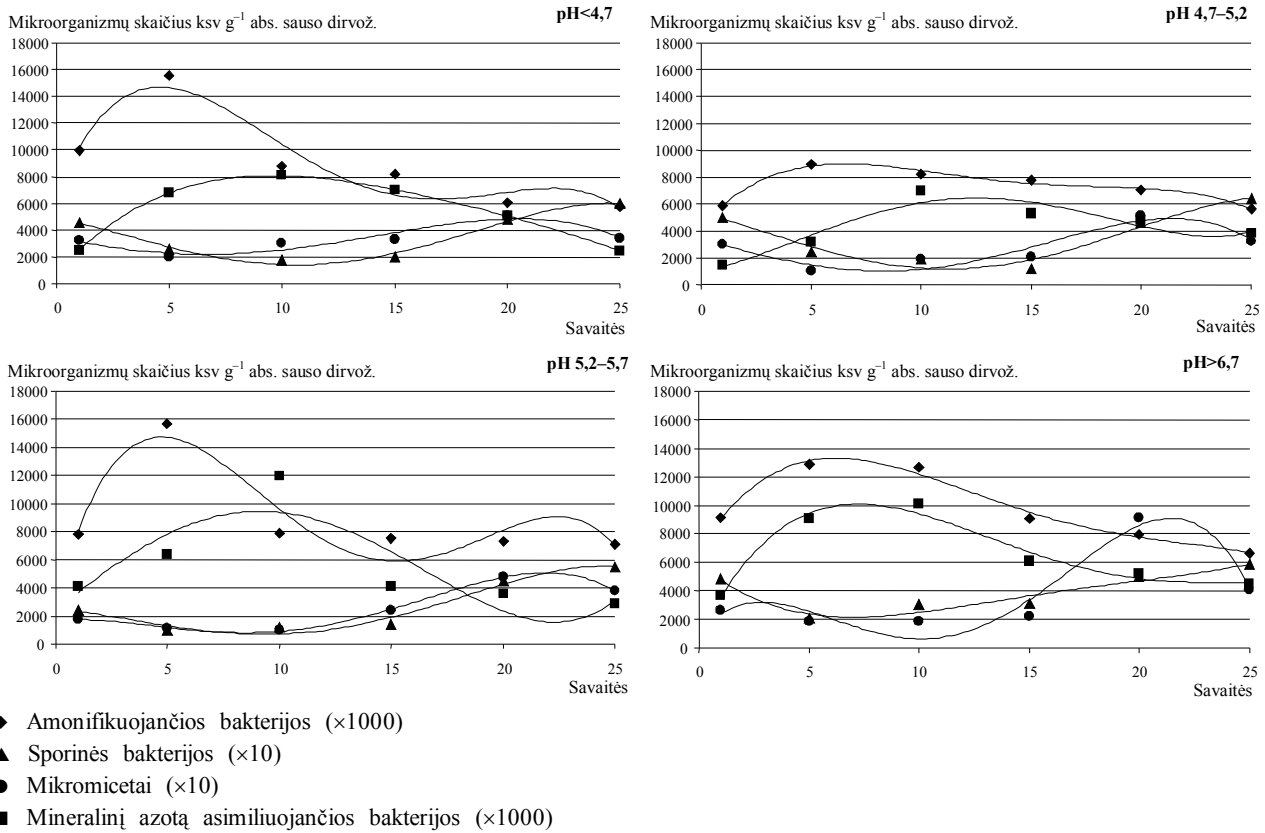 Mikroorganizmų skaičius ksv g⁻¹ abs. sauso dirvož.
pH<4,7
18000
16000
14000
12000
10000
8000
6000
4000
2000
0
0 5 10 15 20 25
Savaitės
Mikroorganizmų skaičius ksv g⁻¹ abs. sauso dirvož.
pH 4,7–5,2
18000
16000
14000
12000
10000
8000
6000
4000
2000
0
0 5 10 15 20 25
Savaitės
Mikroorganizmų skaičius ksv g⁻¹ abs. sauso dirvož.
pH 5,2–5,7
18000
16000
14000
12000
10000
8000
6000
4000
2000
0
0 5 10 15 20 25
Savaitės
Mikroorganizmų skaičius ksv g⁻¹ abs. sauso dirvož.
pH>6,7
18000
16000
14000
12000
10000
8000
6000
4000
2000
0
0 5 10 15 20 25
Savaitės
Amonifikuojančios bakterijos (×1000)
Sporinės bakterijos (×10)
Mikromicetai (×10)
Mineralinį azotą asimiliuojančios bakterijos (×1000)